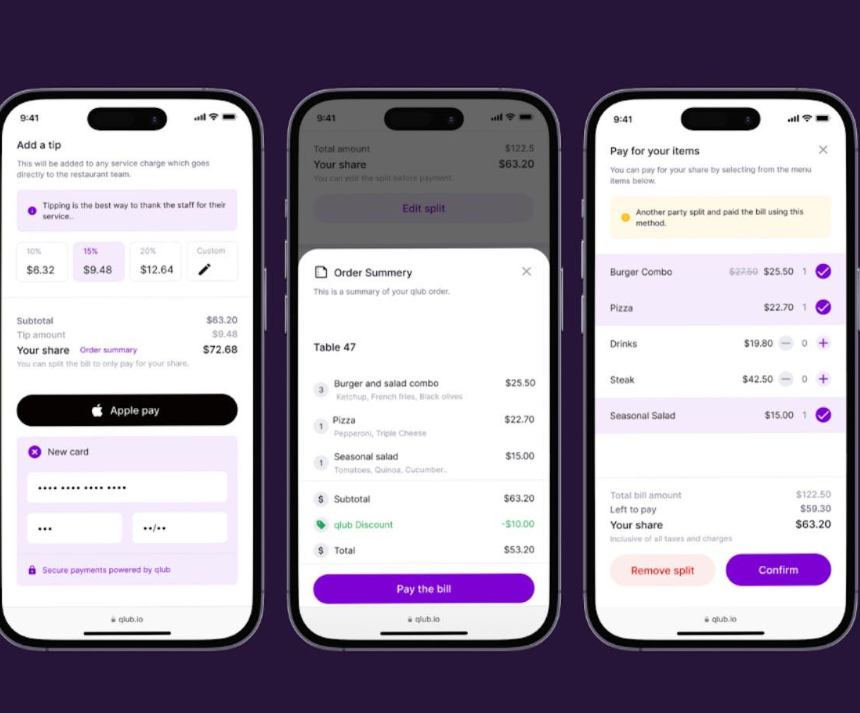 9:41
Add a tip
This will be added to any service charge which goes
directly to the restaurant team.
Tipping is the best way to thank the staff for their
service..
10%
$6.32
15%
$9.48
20%
$12.64
Custom
Subtotal $63.20
Tip amount $9.48
Your share Order summary $72.68
You can split the bill to only pay for your share.
Apple pay
New card
•••• •••• •••• ••••
•••
••/••
Secure payments powered by qlub
qlub.io
9:41
Total amount $122.5
Your share $63.20
You can edit the split before payment.
Edit split
Order Summery
This is a summary of your qlub order.
Table 47
3 Burger and salad combo $25.50
Ketchup, French fries, Black olives
1 Pizza $22.70
Pepperoni, Triple Cheese
1 Seasonal salad $15.00
Tomatoes, Quinoa, Cucumber..
$ Subtotal $63.20
qlub Discount -$10.00
$ Total $53.20
Pay the bill
qlub.io
9:41
Pay for your items
You can pay for your share by selecting from the menu
items below.
Another party split and paid the bill using this
method.
Burger Combo $27.50 $25.50 1
Pizza $22.70 1
Drinks $19.80 — 0 +
Steak $42.50 — 0 +
Seasonal Salad $15.00 1
Total bill amount $122.50
Left to pay $59.30
Your share $63.20
Inclusive of all taxes and charges
Remove split
Confirm
qlub.io